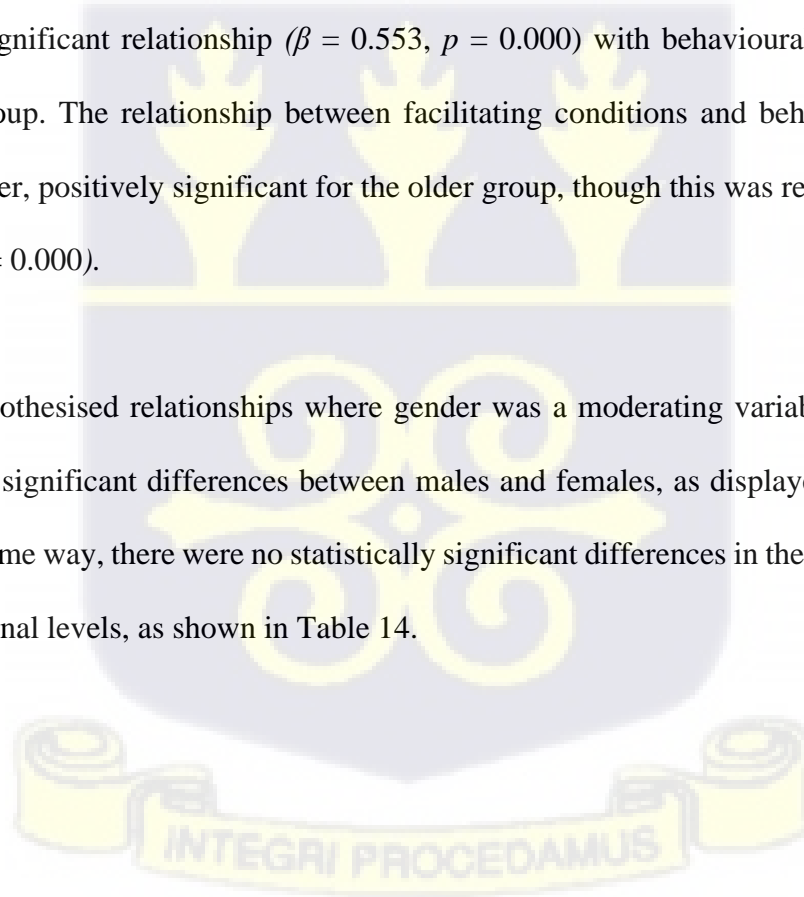 gnificant relationship (β = 0.553, p = 0.000) with behavioura
oup. The relationship between facilitating conditions and beh
er, positively significant for the older group, though this was re
= 0.000).
othesised relationships where gender was a moderating variab
significant differences between males and females, as display
me way, there were no statistically significant differences in the
nal levels, as shown in Table 14.
INTEGRI PROCEDAMUS